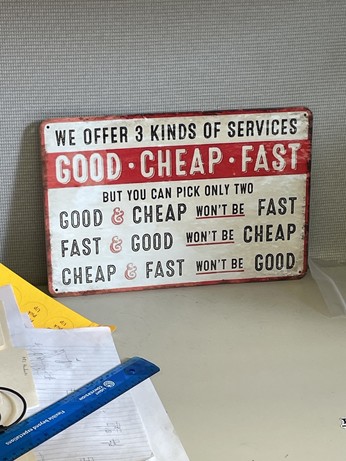 WE OFFER 3 KINDS OF SERVICES
GOOD · CHEAP · FAST
BUT YOU CAN PICK ONLY TWO
GOOD & CHEAP WON'T BE FAST
FAST & GOOD WON'T BE CHEAP
CHEAP & FAST WON'T BE GOOD